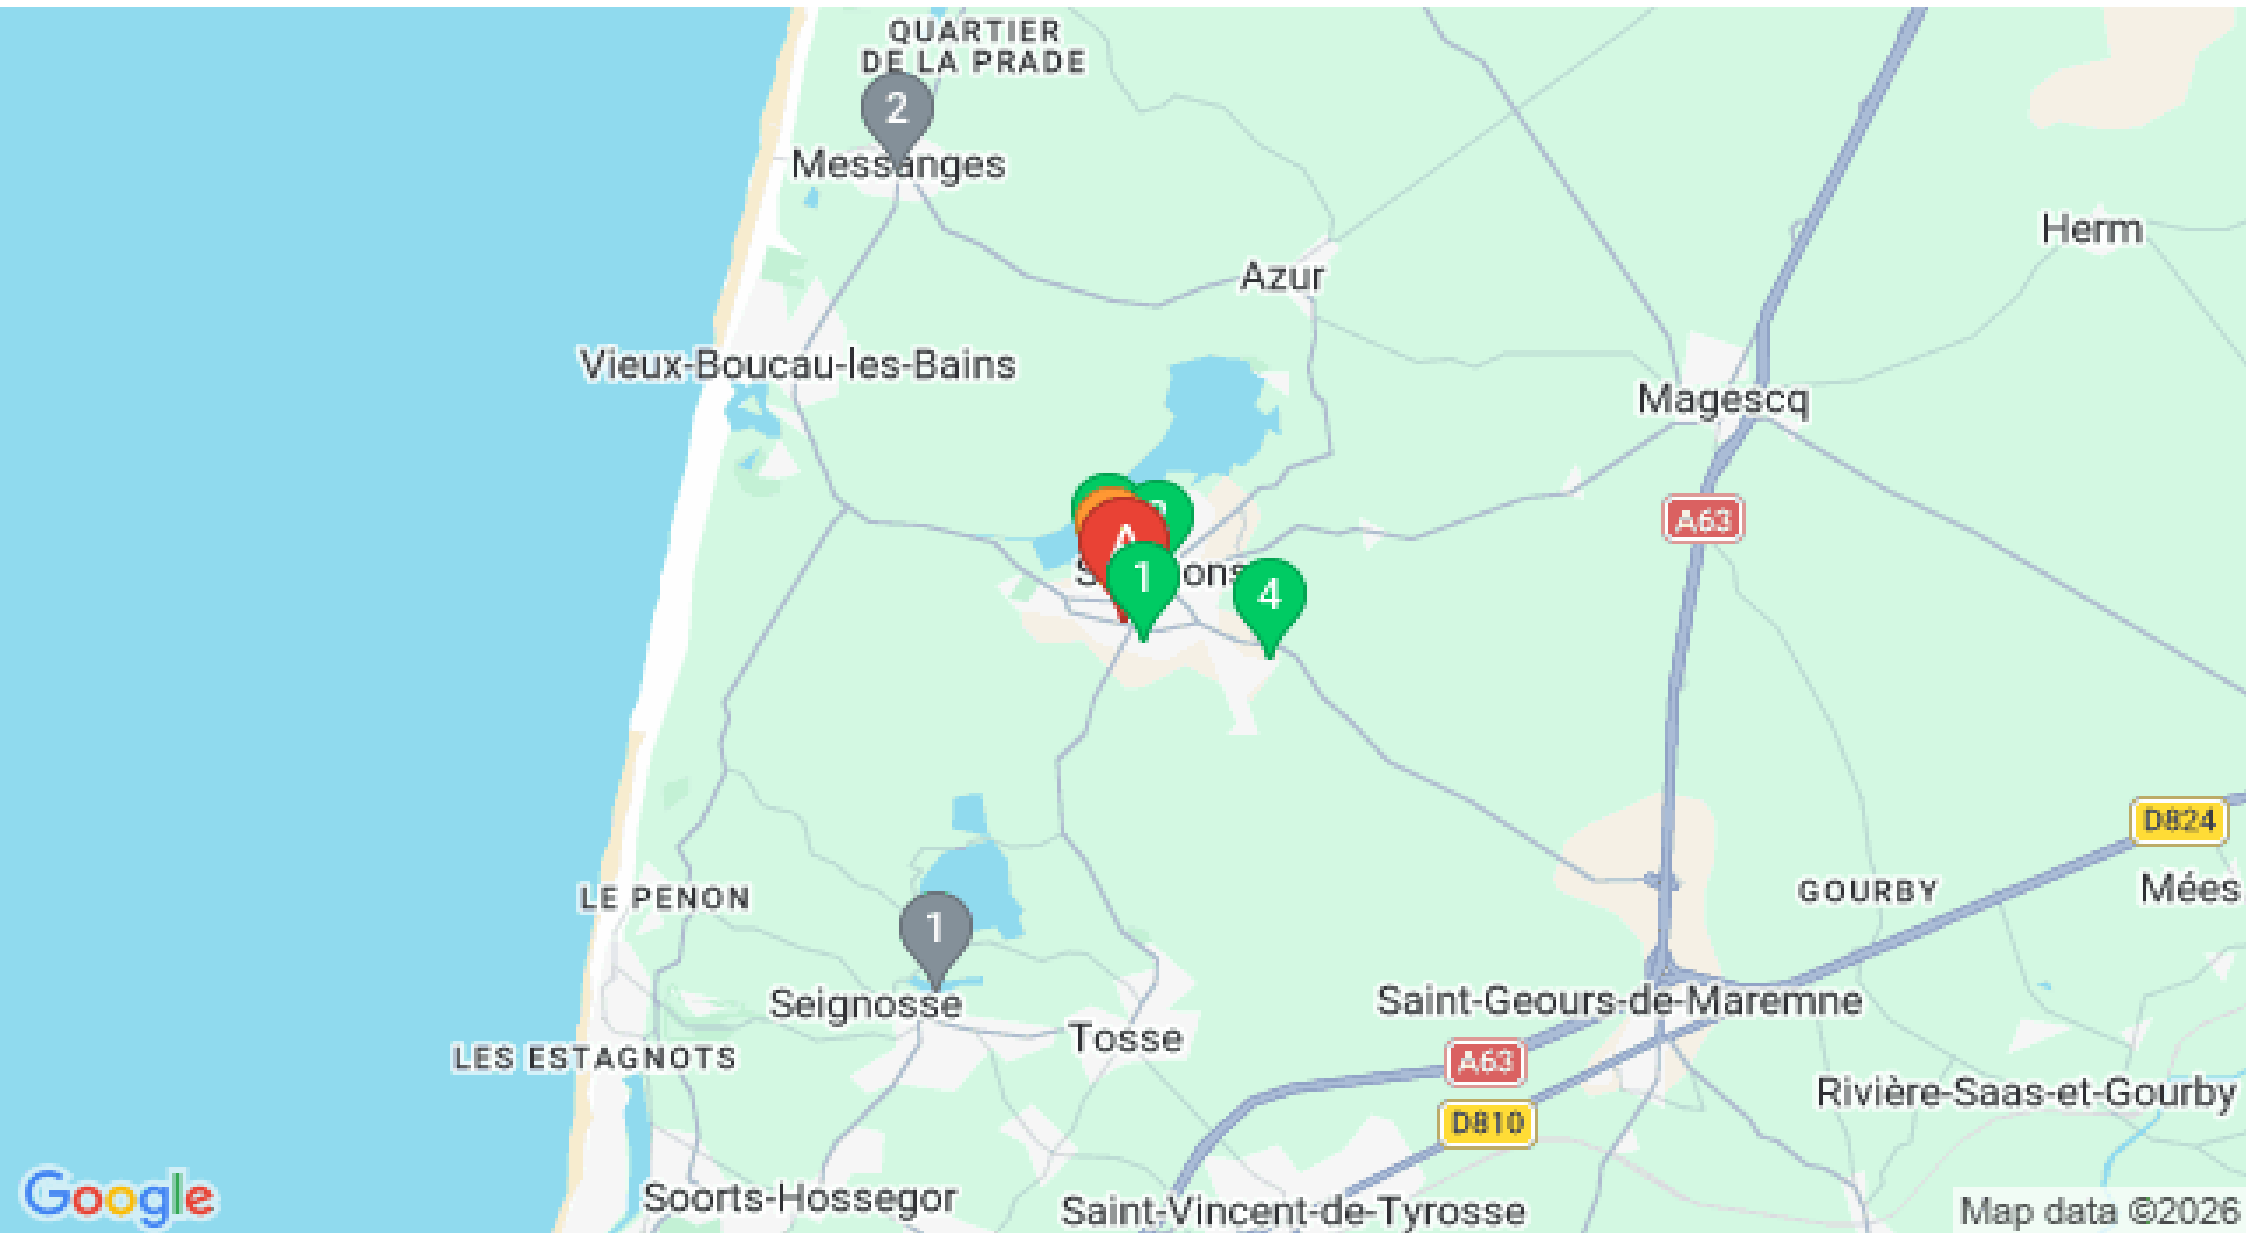 QUARTIER
DE LA PRADE
2
Messanges
Herm
Azur
Vieux-Boucau-les-Bains
Magescq
A63
A
1
4
D824
LE PENON
GOURBY
Mées
1
Seignosse
Saint-Geours-de-Maremne
Tosse
LES ESTAGNOTS
A63
Rivière-Saas-et-Gourby
D810
Soorts-Hossegor
Saint-Vincent-de-Tyrosse
Google
Map data ©2026